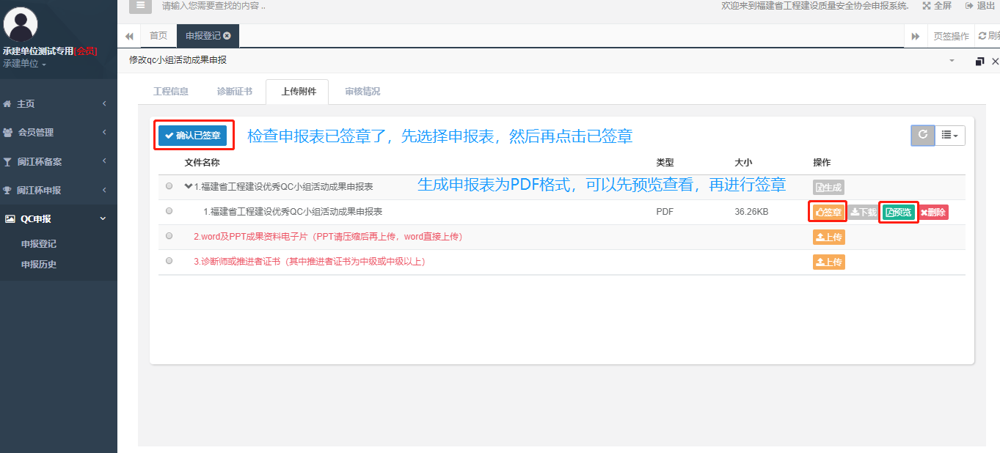 请输入您需要查找的内容 ..
欢迎来到福建省工程建设质量安全协会申报系统.
全屏
退出
首页
申报登记
页签操作
承建单位测试专用[会员]
承建单位
主页
会员管理
闽江杯备案
闽江杯申报
QC申报
申报登记
申报历史
修改qc小组活动成果申报
工程信息
诊断证书
上传附件
审核情况
确认已签章
检查申报表已签章了，先选择申报表，然后再点击已签章
文件名称
类型
大小
操作
1.福建省工程建设优秀QC小组活动成果申报表
生成申报表为PDF格式，可以先预览查看，再进行签章
生成
1.福建省工程建设优秀QC小组活动成果申报表
PDF
36.26KB
签章
下载
预览
删除
2.word及PPT成果资料电子片（PPT请压缩后再上传，word直接上传）
上传
3.诊断师或推进者证书（其中推进者证书为中级或中级以上）
上传